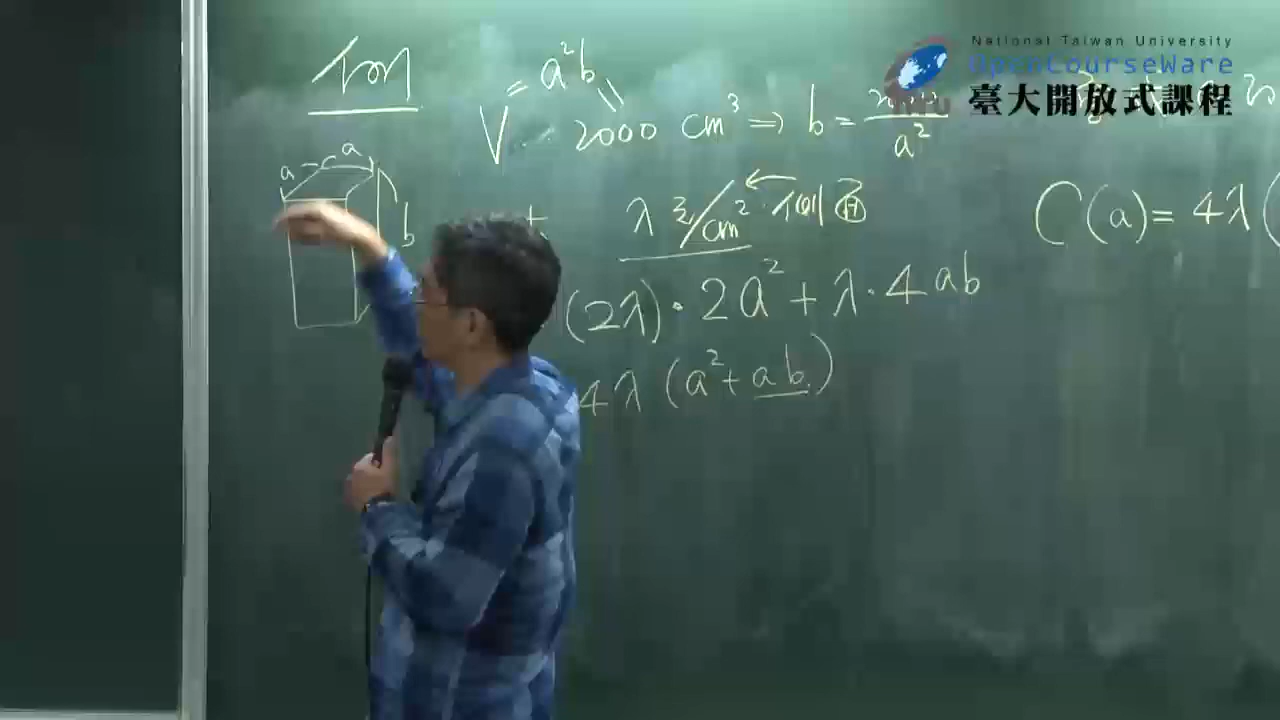 National Taiwan University
OpenCourseWare
臺大開放式課程
a²b
V = 2000 cm³ ⇒ b = 2000/a²
a a
b
λ 元/cm² ← 側面
C(a) = 4λ(
(2λ)·2a² + λ·4ab
4λ (a² + ab)